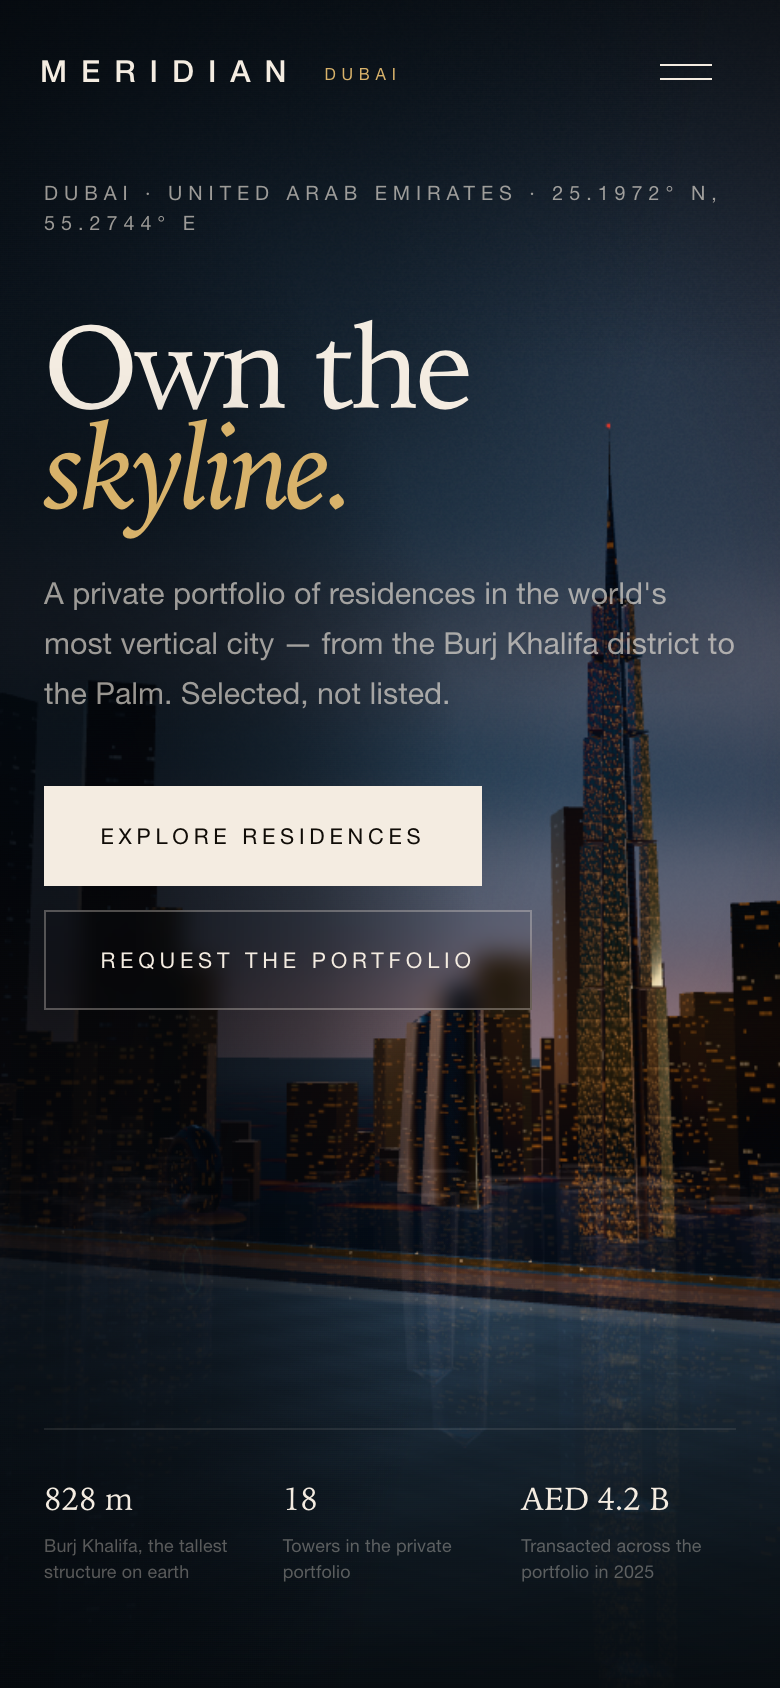 MERIDIAN DUBAI
DUBAI · UNITED ARAB EMIRATES · 25.1972° N,
55.2744° E
Own the
skyline.
A private portfolio of residences in the world's
most vertical city — from the Burj Khalifa district to
the Palm. Selected, not listed.
EXPLORE RESIDENCES
REQUEST THE PORTFOLIO
828 m
Burj Khalifa, the tallest
structure on earth
18
Towers in the private
portfolio
AED 4.2 B
Transacted across the
portfolio in 2025